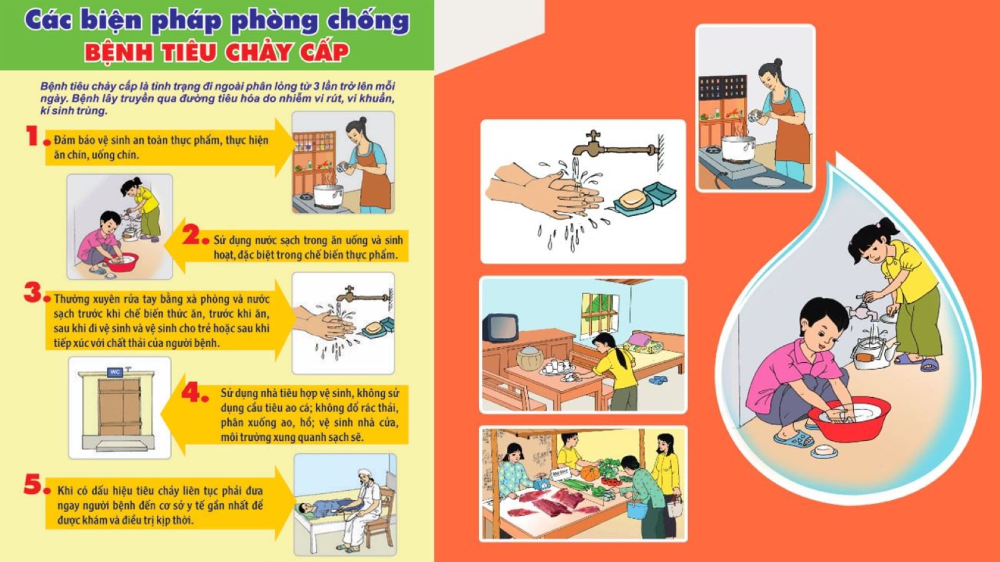 Các biện pháp phòng chống
BỆNH TIÊU CHẢY CẤP
Bệnh tiêu chảy cấp là tình trạng đi ngoài phân lỏng từ 3 lần trở lên mỗi
ngày. Bệnh lây truyền qua đường tiêu hóa do nhiễm vi rút, vi khuẩn,
kí sinh trùng.
1. Đảm bảo vệ sinh an toàn thực phẩm, thực hiện
ăn chín, uống chín.
2. Sử dụng nước sạch trong ăn uống và sinh
hoạt, đặc biệt trong chế biến thực phẩm.
3. Thường xuyên rửa tay bằng xà phòng và nước
sạch trước khi chế biến thức ăn, trước khi ăn,
sau khi đi vệ sinh và vệ sinh cho trẻ hoặc sau khi
tiếp xúc với chất thải của người bệnh.
WC
4. Sử dụng nhà tiêu hợp vệ sinh, không sử
dụng cầu tiêu ao cá; không đổ rác thải,
phân xuống ao, hồ; vệ sinh nhà cửa,
môi trường xung quanh sạch sẽ.
5. Khi có dấu hiệu tiêu chảy liên tục phải đưa
ngay người bệnh đến cơ sở y tế gần nhất để
được khám và điều trị kịp thời.
RAU SẠCH